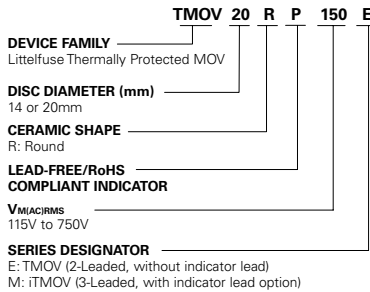 TMOV 20 R P 150 E
DEVICE FAMILY
Littelfuse Thermally Protected MOV
DISC DIAMETER (mm)
14 or 20mm
CERAMIC SHAPE
R: Round
LEAD-FREE/RoHS
COMPLIANT INDICATOR
VM(AC)RMS
115V to 750V
SERIES DESIGNATOR
E: TMOV (2-Leaded, without indicator lead)
M: iTMOV (3-Leaded, with indicator lead option)